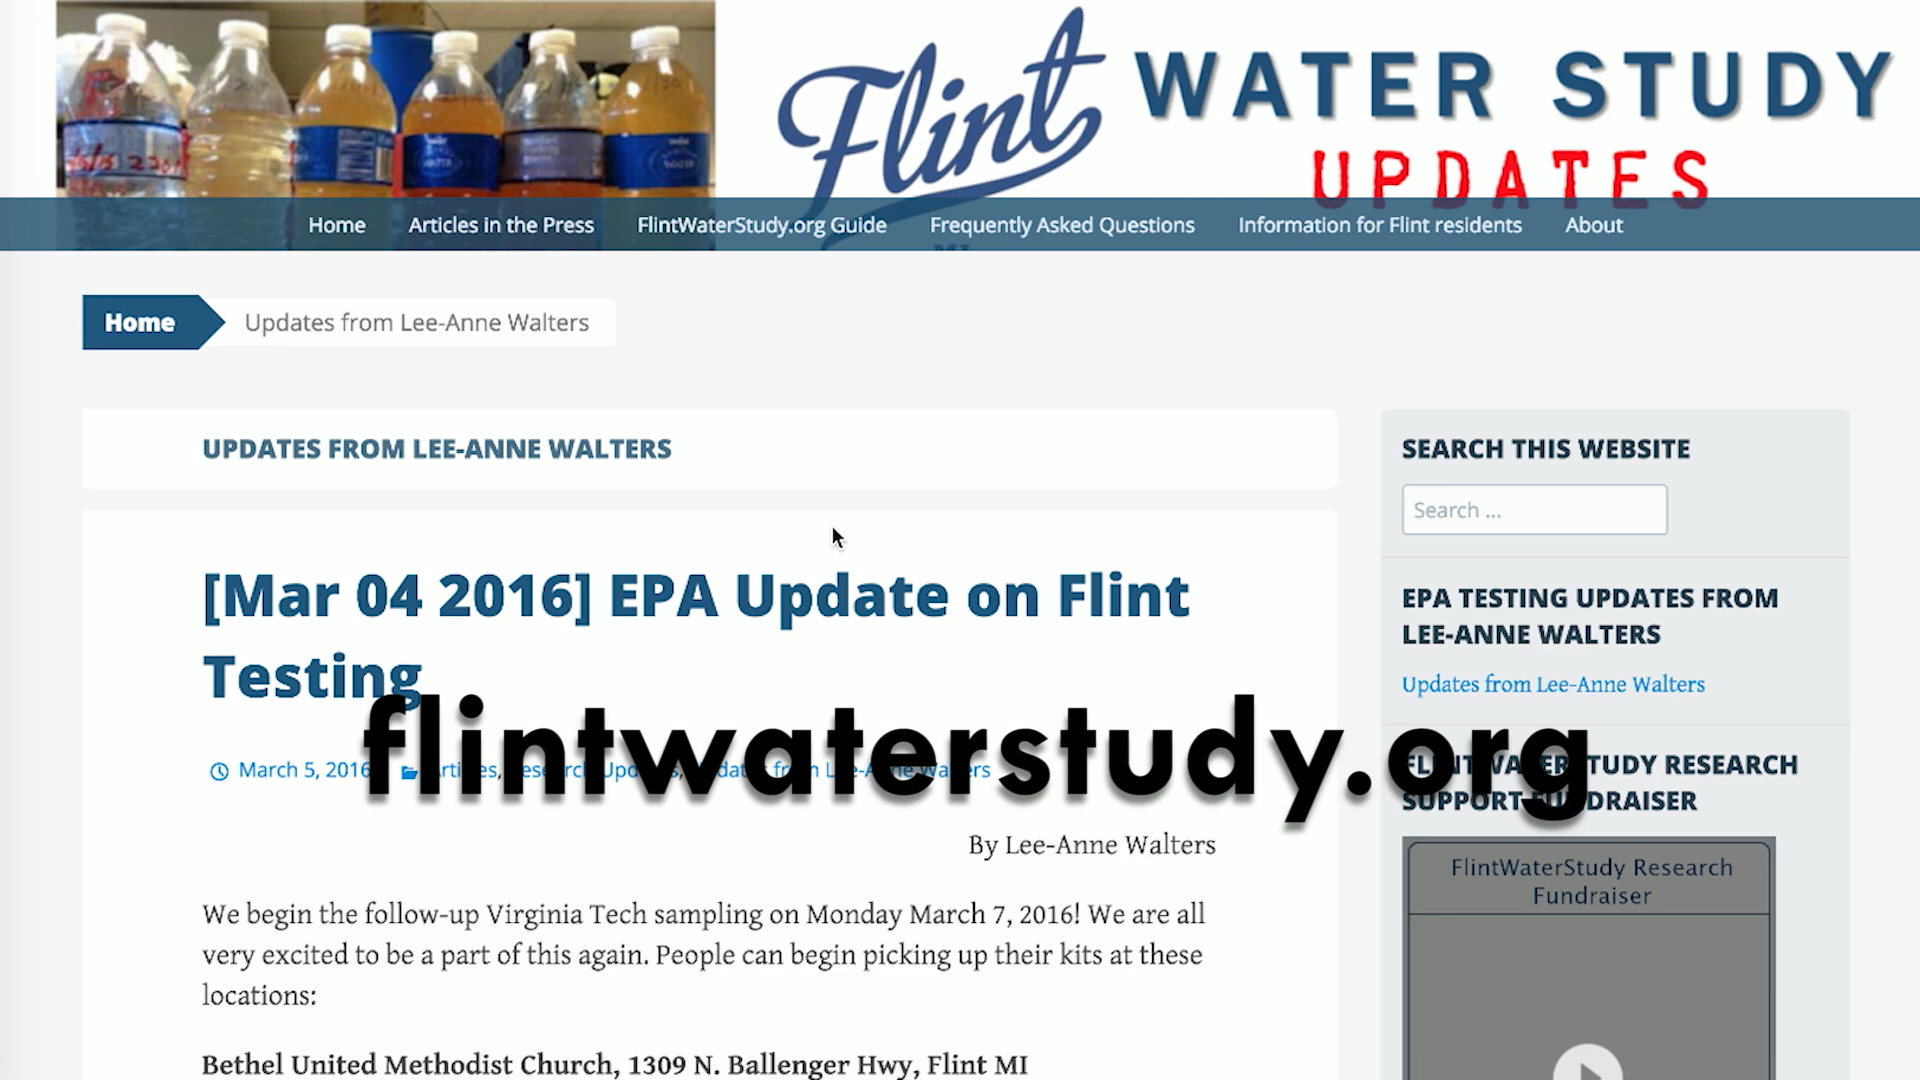 Flint WATER STUDY
UPDATES
Home Articles in the Press FlintWaterStudy.org Guide Frequently Asked Questions Information for Flint residents About
Home Updates from Lee-Anne Walters
UPDATES FROM LEE-ANNE WALTERS
[Mar 04 2016] EPA Update on Flint
Testing
flintwaterstudy.org
March 5, 2016
By Lee-Anne Walters
We begin the follow-up Virginia Tech sampling on Monday March 7, 2016! We are all
very excited to be a part of this again. People can begin picking up their kits at these
locations:
Bethel United Methodist Church, 1309 N. Ballenger Hwy, Flint MI
SEARCH THIS WEBSITE
Search ...
EPA TESTING UPDATES FROM
LEE-ANNE WALTERS
Updates from Lee-Anne Walters
FLINTWATERSTUDY RESEARCH
SUPPORT FUNDRAISER
FlintWaterStudy Research
Fundraiser